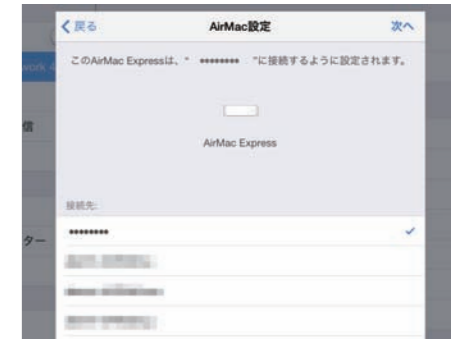 戻る AirMac設定 次へ
このAirMac Expressは、" •••••••• "に接続するように設定されます。
work 4
信
AirMac Express
接続先:
ター
••••••••